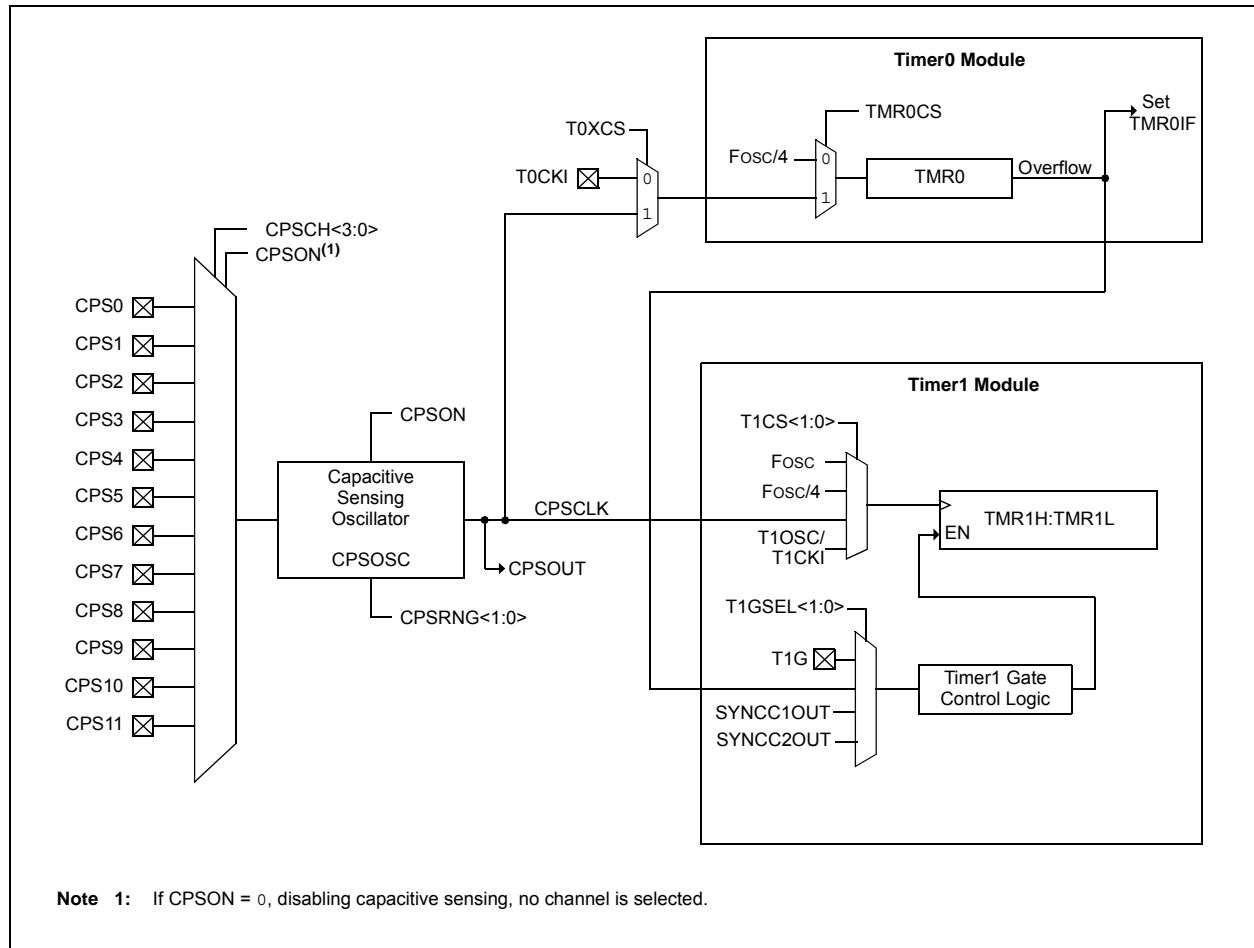 Timer0 Module
TMR0CS
Set
TMR0IF
T0XCS
FOSC/4
0
1
TMR0
Overflow
T0CKI
0
1
CPSCH<3:0>
CPSON(1)
CPS0
CPS1
CPS2
CPS3
CPS4
CPS5
CPS6
CPS7
CPS8
CPS9
CPS10
CPS11
CPSON
Capacitive
Sensing
Oscillator
CPSOSC
CPSRNG<1:0>
CPSCLK
CPSOUT
Timer1 Module
T1CS<1:0>
FOSC
FOSC/4
T1OSC/
T1CKI
TMR1H:TMR1L
EN
T1GSEL<1:0>
T1G
SYNCC1OUT
SYNCC2OUT
Timer1 Gate
Control Logic
Note 1: If CPSON = 0, disabling capacitive sensing, no channel is selected.